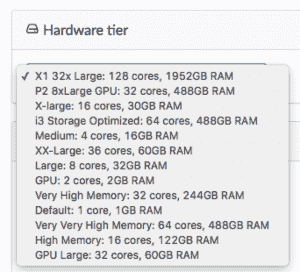 Hardware tier
✓ X1 32x Large: 128 cores, 1952GB RAM
P2 8xLarge GPU: 32 cores, 488GB RAM
X-large: 16 cores, 30GB RAM
i3 Storage Optimized: 64 cores, 488GB RAM
Medium: 4 cores, 16GB RAM
XX-Large: 36 cores, 60GB RAM
Large: 8 cores, 32GB RAM
GPU: 2 cores, 2GB RAM
Very High Memory: 32 cores, 244GB RAM
Default: 1 core, 1GB RAM
Very Very High Memory: 64 cores, 488GB RAM
High Memory: 16 cores, 122GB RAM
GPU Large: 32 cores, 60GB RAM